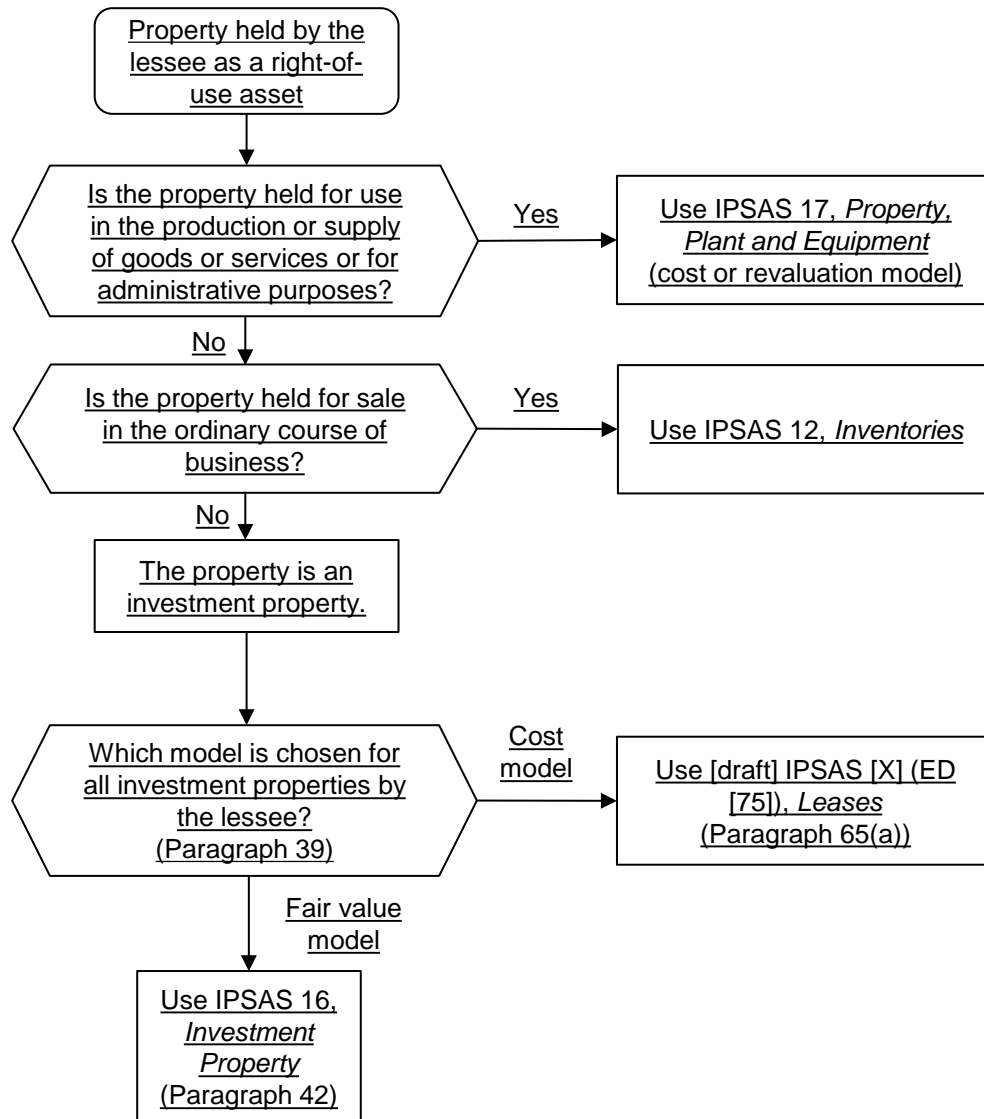 Property held by the
lessee as a right-of-
use asset
Is the property held for use
in the production or supply
of goods or services or for
administrative purposes?
Yes
Use IPSAS 17, Property,
Plant and Equipment
(cost or revaluation model)
No
Is the property held for sale
in the ordinary course of
business?
Yes
Use IPSAS 12, Inventories
No
The property is an
investment property.
Which model is chosen for
all investment properties by
the lessee?
(Paragraph 39)
Cost
model
Use [draft] IPSAS [X] (ED
[75]), Leases
(Paragraph 65(a))
Fair value
model
Use IPSAS 16,
Investment
Property
(Paragraph 42)